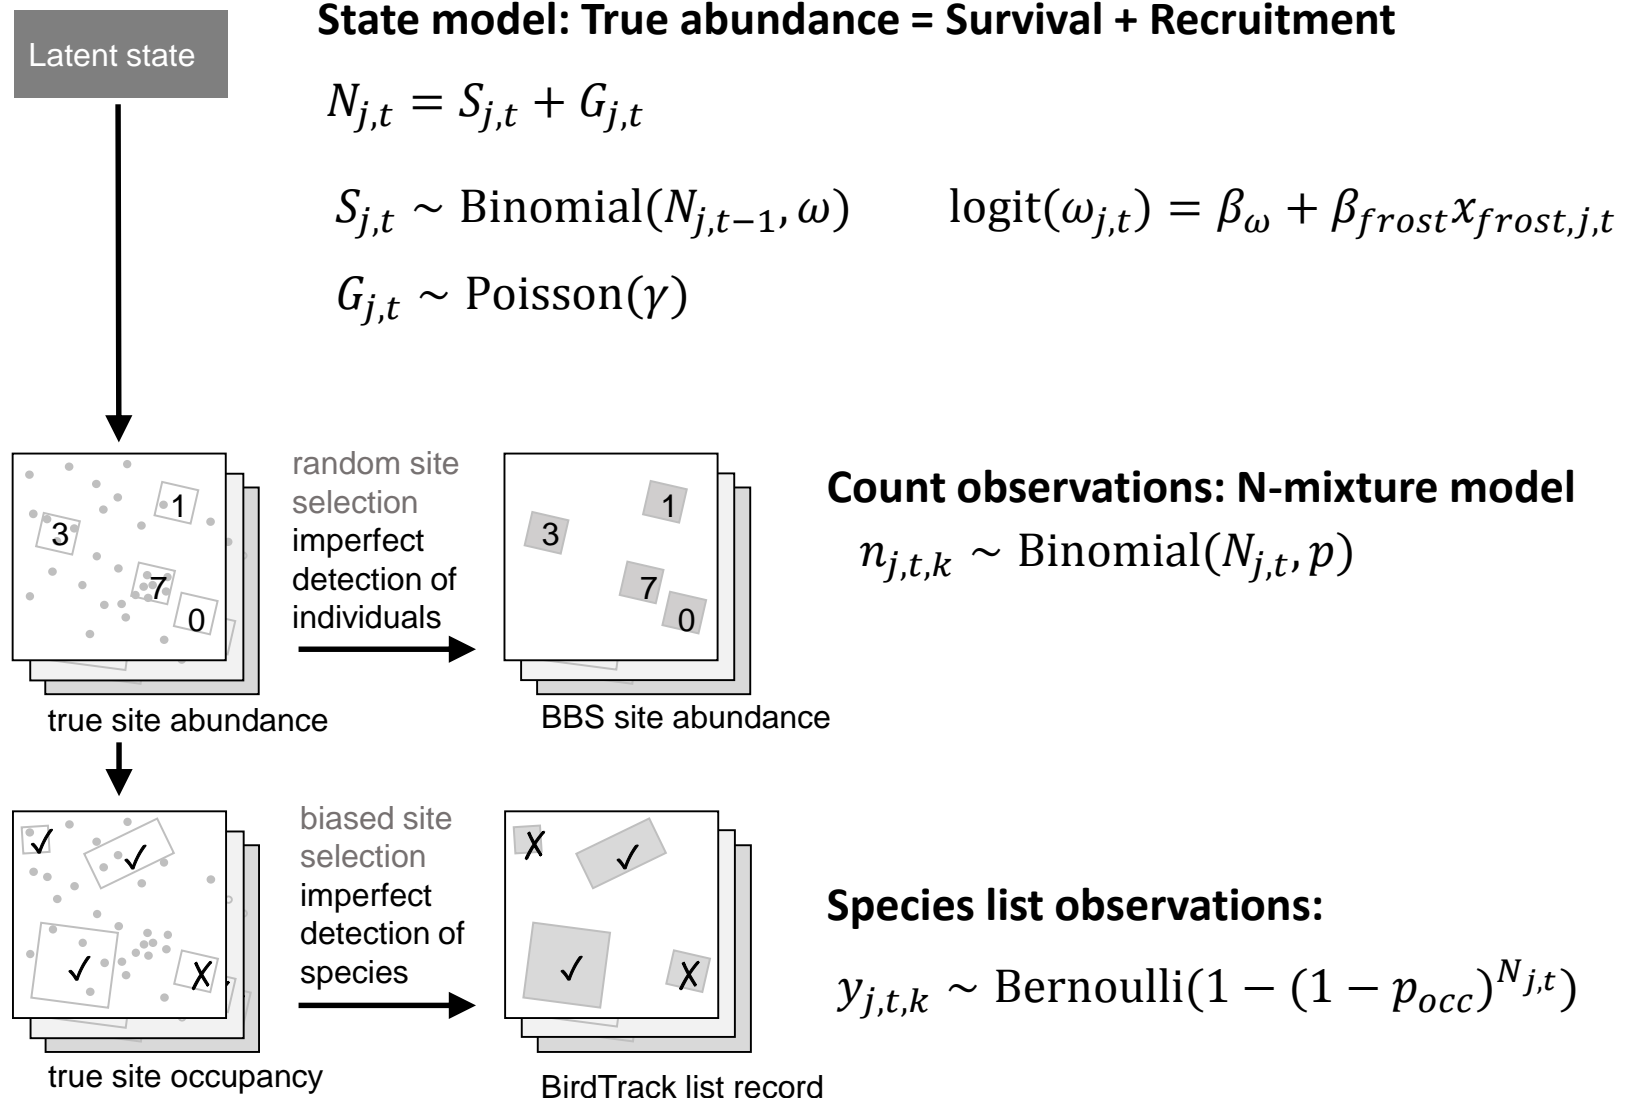 State model: True abundance = Survival + Recruitment
Latent state
N_{j,t} = S_{j,t} + G_{j,t}
S_{j,t} ∼ Binomial(N_{j,t−1}, ω)
logit(ω_{j,t}) = β_ω + β_{frost}x_{frost,j,t}
G_{j,t} ∼ Poisson(γ)
random site
selection
imperfect
detection of
individuals
1
3
7
0
1
3
7
0
true site abundance
BBS site abundance
Count observations: N-mixture model
n_{j,t,k} ∼ Binomial(N_{j,t}, p)
biased site
selection
imperfect
detection of
species
✓
✓
✓
✗
✗
✓
✓
✗
true site occupancy
BirdTrack list record
Species list observations:
y_{j,t,k} ∼ Bernoulli(1 − (1 − p_{occ})^{N_{j,t}})